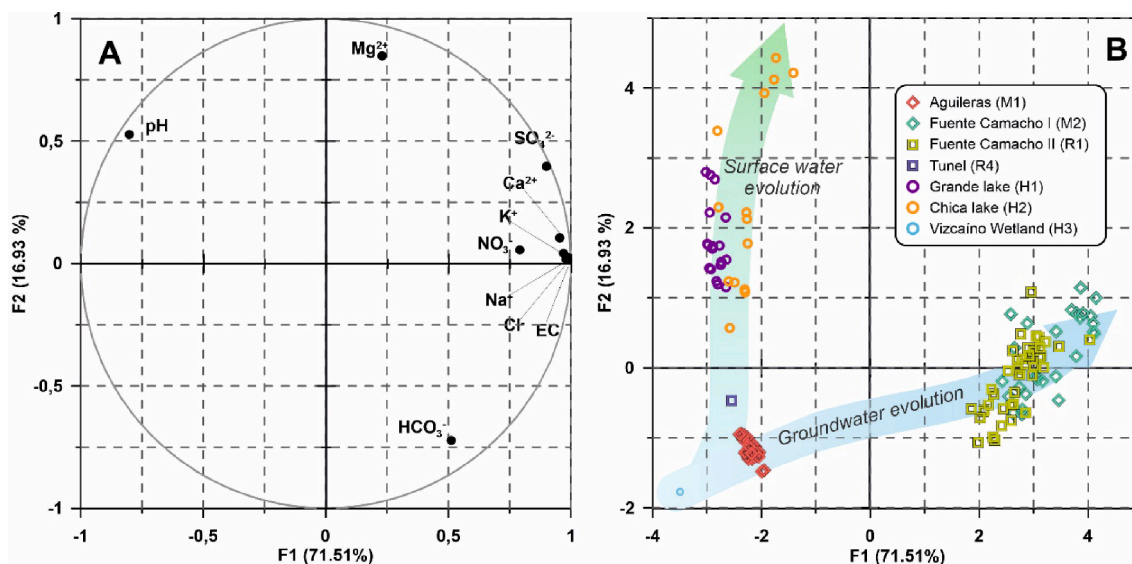 A
Mg²⁺
pH
SO₄²⁻
Ca²⁺
K⁺
NO₃⁻
Na⁺
Cl⁻
EC
HCO₃⁻
1
0,5
0
-0,5
-1
-1
-0,5
0
0,5
1
F2 (16.93 %)
F1 (71.51%)
B
Aguileras (M1)
Fuente Camacho I (M2)
Fuente Camacho II (R1)
Tunel (R4)
Grande lake (H1)
Chica lake (H2)
Vizcaíno Wetland (H3)
Surface water
evolution
Groundwater evolution
4
2
0
-2
-4
-2
0
2
4
F2 (16.93 %)
F1 (71.51%)